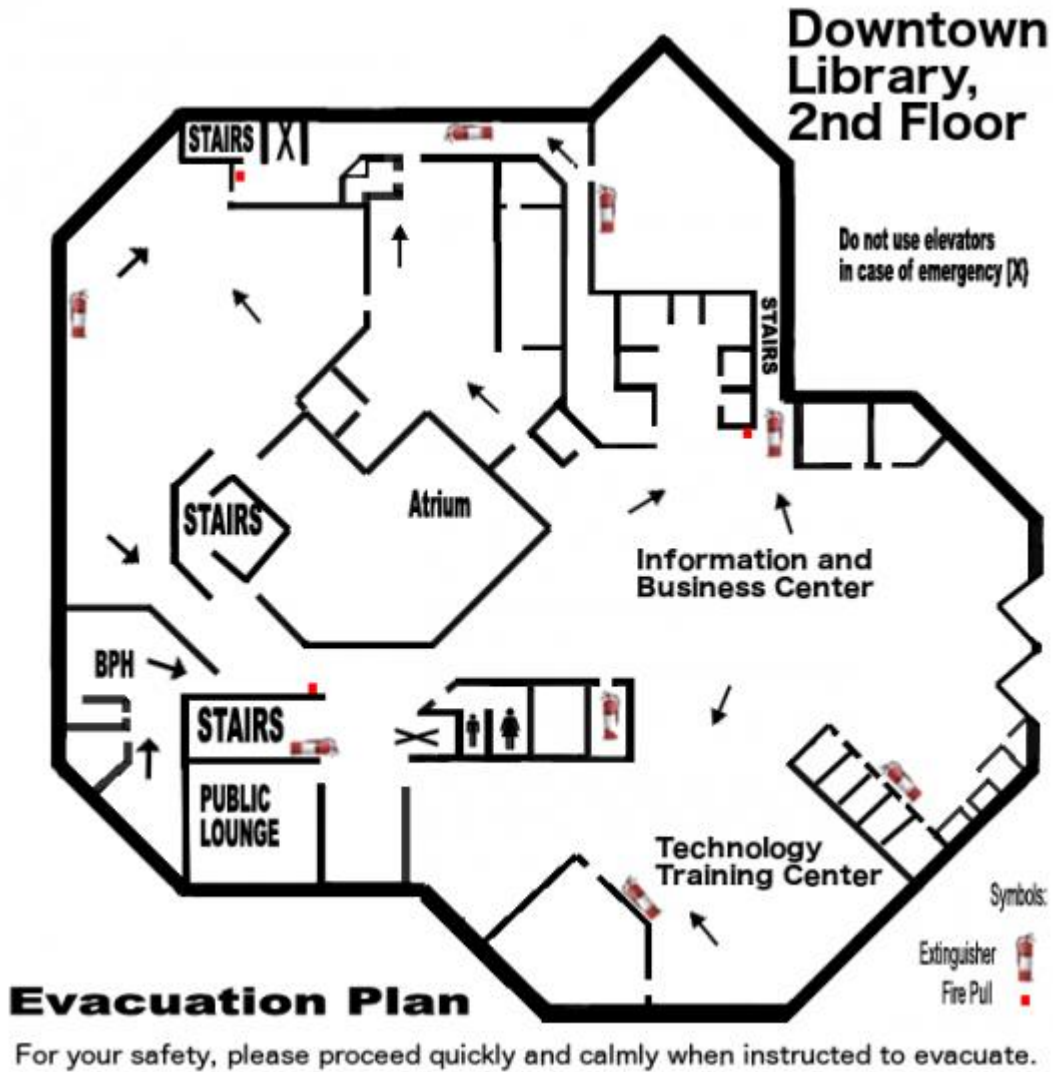 Downtown
Library,
2nd Floor
STAIRS
X
Do not use elevators
in case of emergency [X}
STAIRS
STAIRS
Atrium
Information and
Business Center
BPH
STAIRS
PUBLIC
LOUNGE
Technology
Training Center
Symbols:
Extinguisher
Fire Pull
Evacuation Plan
For your safety, please proceed quickly and calmly when instructed to evacuate.